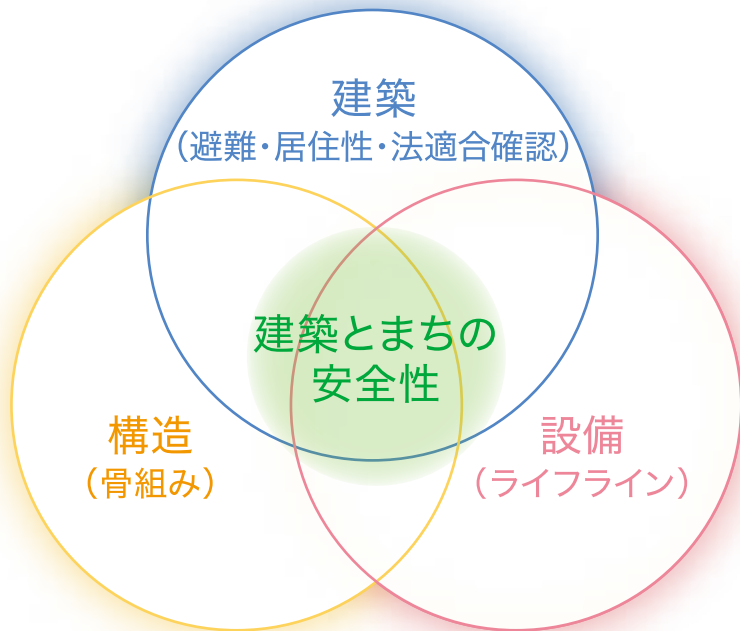 建築
（避難・居住性・法適合確認）
建築とまちの
安全性
構造
（骨組み）
設備
（ライフライン）